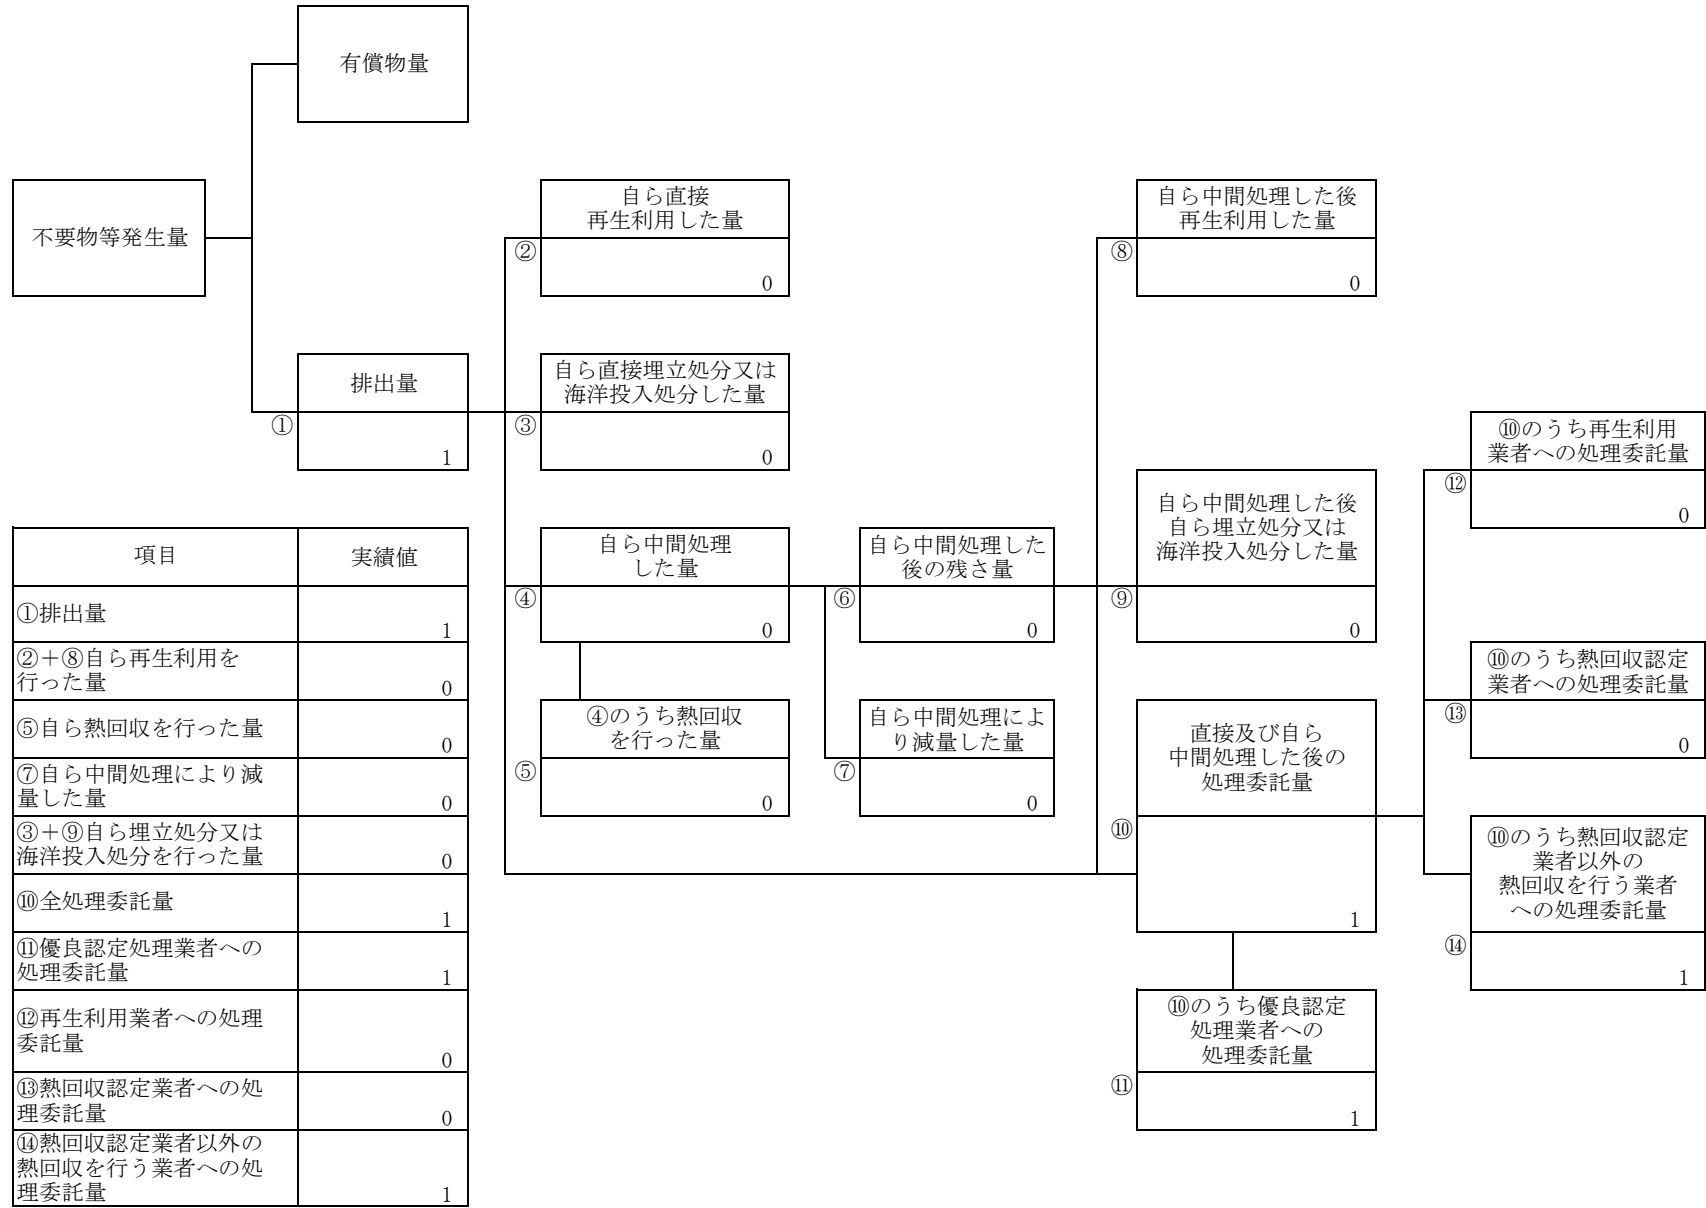 有償物量
不要物等発生量
自ら直接
再生利用した量
②
0
自ら中間処理した後
再生利用した量
⑧
0
排出量
①
1
自ら直接埋立処分又は
海洋投入処分した量
③
0
⑩のうち再生利用
業者への処理委託量
⑫
0
自ら中間処理した後
自ら埋立処分又は
海洋投入処分した量
⑨
0
自ら中間処理
した量
④
0
自ら中間処理した
後の残さ量
⑥
0
⑩のうち熱回収認定
業者への処理委託量
⑬
0
④のうち熱回収
を行った量
⑤
0
自ら中間処理によ
り減量した量
⑦
0
直接及び自ら
中間処理した後の
処理委託量
⑩
1
⑩のうち熱回収認定
業者以外の
熱回収を行う業者
への処理委託量
⑭
1
⑩のうち優良認定
処理業者への
処理委託量
⑪
1
項目
実績値
①排出量
1
②＋⑧自ら再生利用を
行った量
0
⑤自ら熱回収を行った量
0
⑦自ら中間処理により減
量した量
0
③＋⑨自ら埋立処分又は
海洋投入処分を行った量
0
⑩全処理委託量
1
⑪優良認定処理業者への
処理委託量
1
⑫再生利用業者への処理
委託量
0
⑬熱回収認定業者への処
理委託量
0
⑭熱回収認定業者以外の
熱回収を行う業者への処
理委託量
1